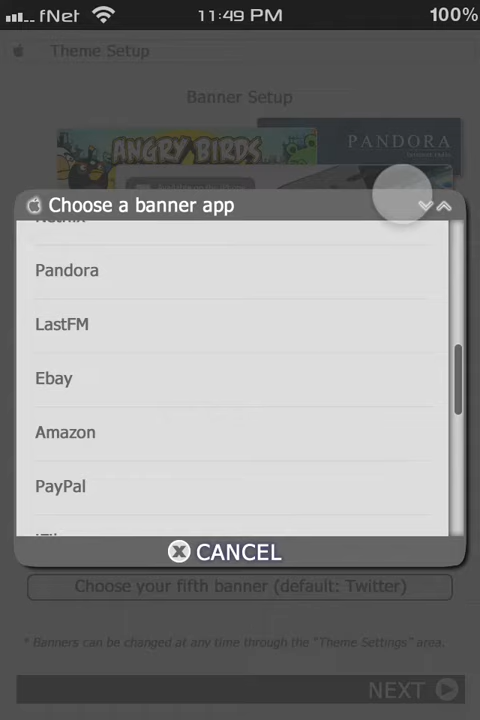 fNet 11:49 PM 100%
Theme Setup
Banner Setup
ANGRY BIRDS
PANDORA
Choose a banner app
Netflix
Pandora
LastFM
Ebay
Amazon
PayPal
CANCEL
Choose your fifth banner (default: Twitter)
* Banners can be changed at any time through the "Theme Settings" area.
NEXT